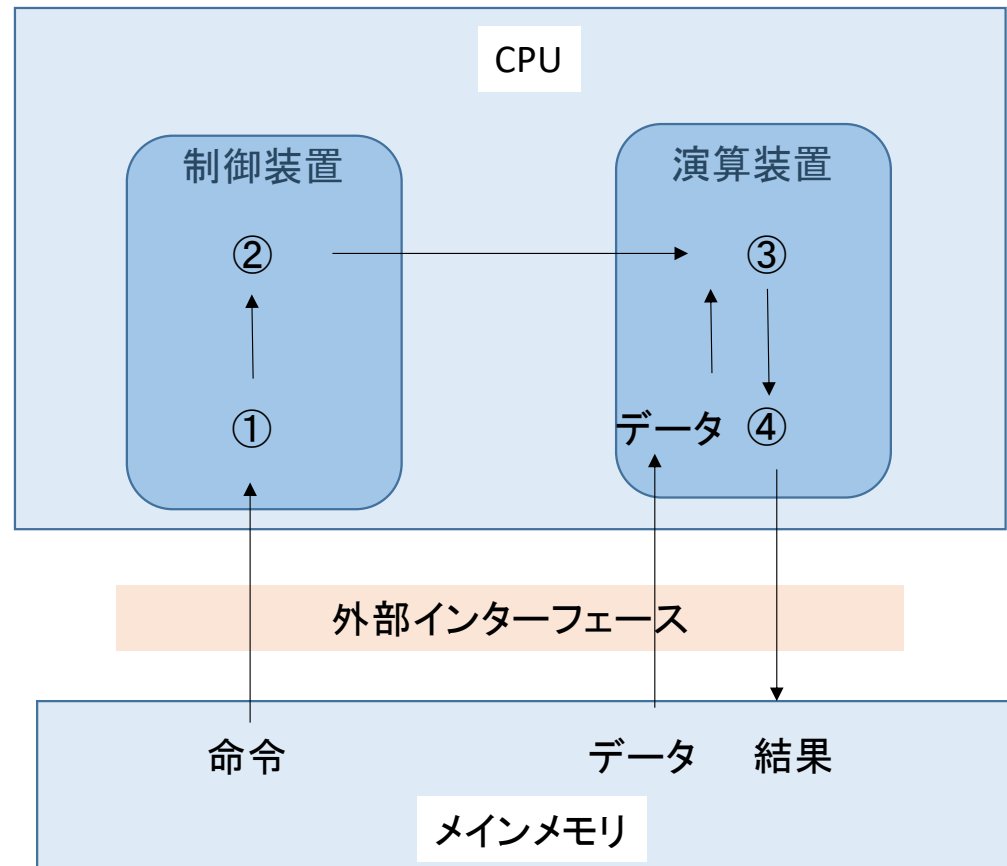 CPU
制御装置
演算装置
②
③
①
データ ④
外部インターフェース
命令
データ
結果
メインメモリ